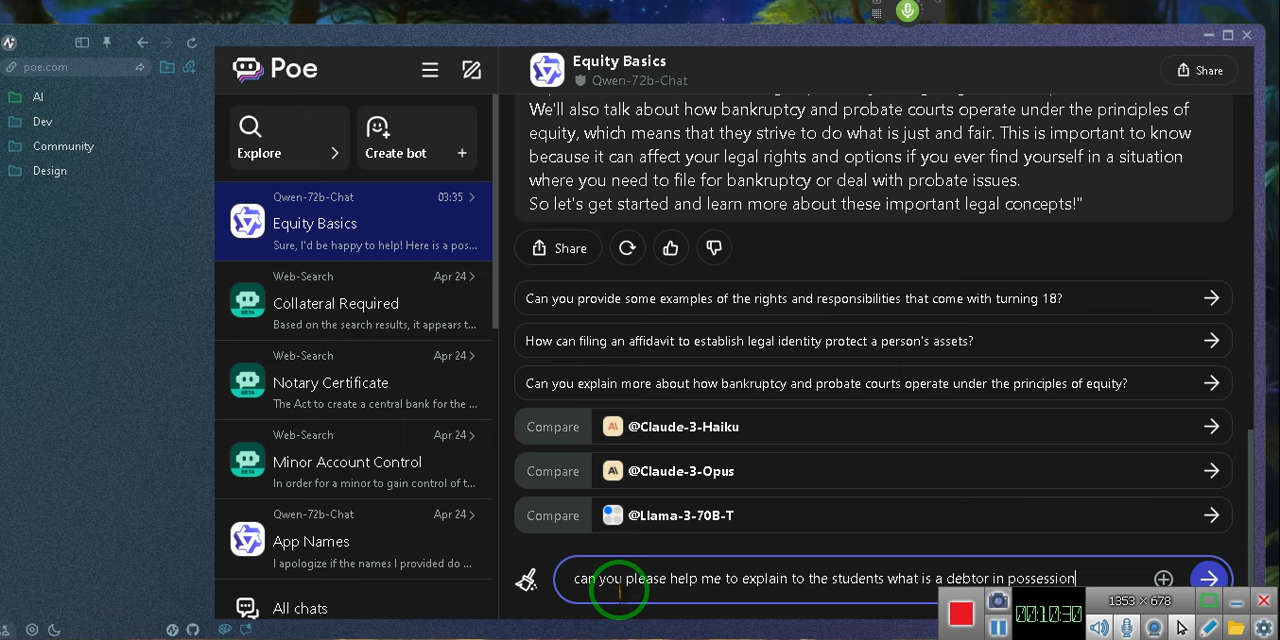 poe.com
AI
Dev
Community
Design
Poe
Explore
Create bot
Qwen-72b-Chat 03:35
Equity Basics
Sure, I'd be happy to help! Here is a pos...
Web-Search Apr 24
Collateral Required
Based on the search results, it appears t...
Web-Search Apr 24
Notary Certificate
The Act to create a central bank for the ...
Web-Search Apr 24
Minor Account Control
In order for a minor to gain control of t...
Qwen-72b-Chat Apr 24
App Names
I apologize if the names I provided do ...
All chats
Equity Basics
Qwen-72b-Chat
Share
We'll also talk about how bankruptcy and probate courts operate under the principles of
equity, which means that they strive to do what is just and fair. This is important to know
because it can affect your legal rights and options if you ever find yourself in a situation
where you need to file for bankruptcy or deal with probate issues.
So let's get started and learn more about these important legal concepts!"
Share
Can you provide some examples of the rights and responsibilities that come with turning 18?
How can filing an affidavit to establish legal identity protect a person's assets?
Can you explain more about how bankruptcy and probate courts operate under the principles of equity?
Compare @Claude-3-Haiku
Compare @Claude-3-Opus
Compare @Llama-3-70B-T
can you please help me to explain to the students what is a debtor in possession
1353 × 678
00:10:30